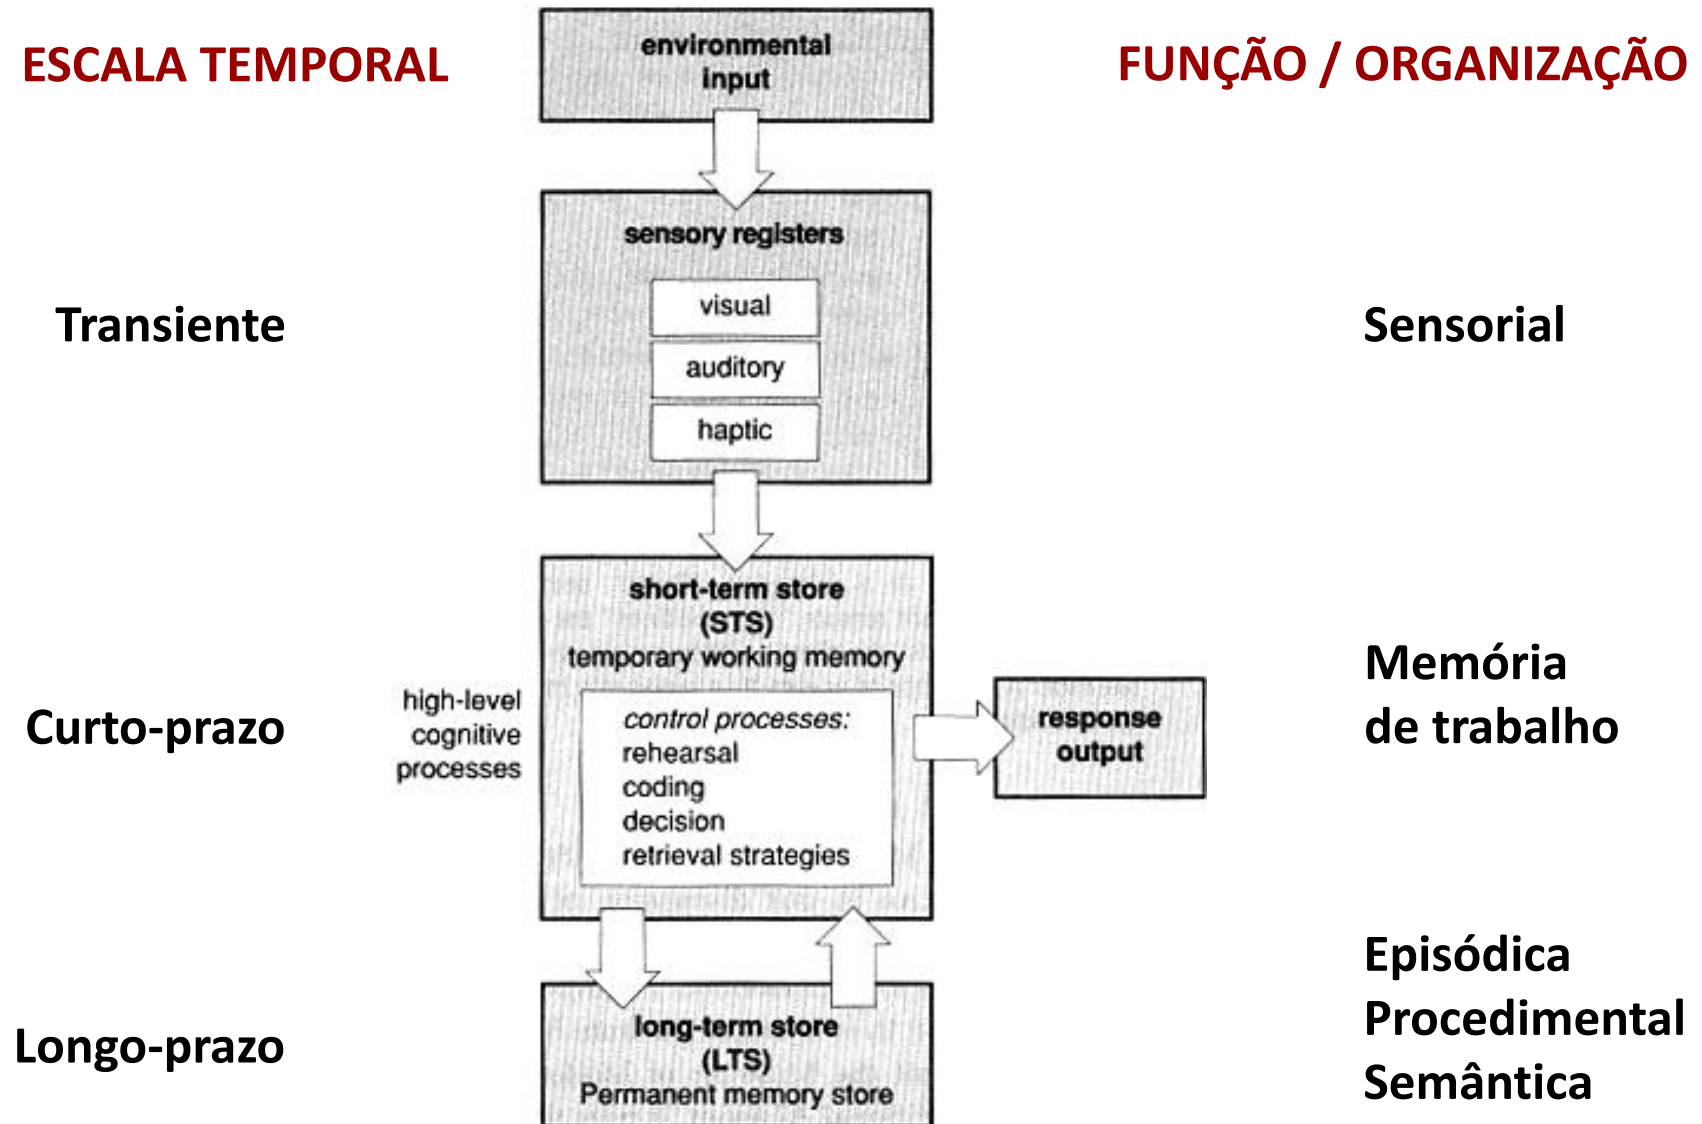 ESCALA TEMPORAL
FUNÇÃO / ORGANIZAÇÃO
environmental
input
sensory registers
visual
auditory
haptic
Transiente
Sensorial
short-term store
(STS)
temporary working memory
high-level
cognitive
processes
control processes:
rehearsal
coding
decision
retrieval strategies
response
output
Curto-prazo
Memória
de trabalho
long-term store
(LTS)
Permanent memory store
Longo-prazo
Episódica
Procedimental
Semântica